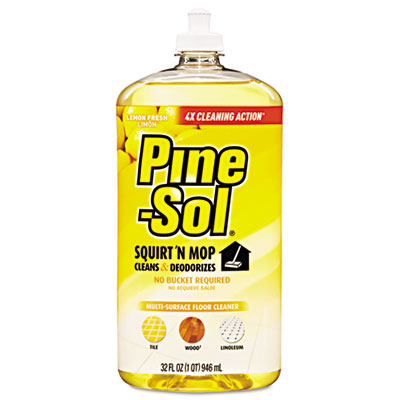 LEMON FRESH
LIMÓN
4X CLEANING ACTION*
Pine
-Sol®
SQUIRT 'N MOP
CLEANS & DEODORIZES
NO BUCKET REQUIRED
NO REQUIERE BALDE
MULTI-SURFACE FLOOR CLEANER
TILE
WOOD†
LINOLEUM
32 FL OZ (1 QT) 946 mL